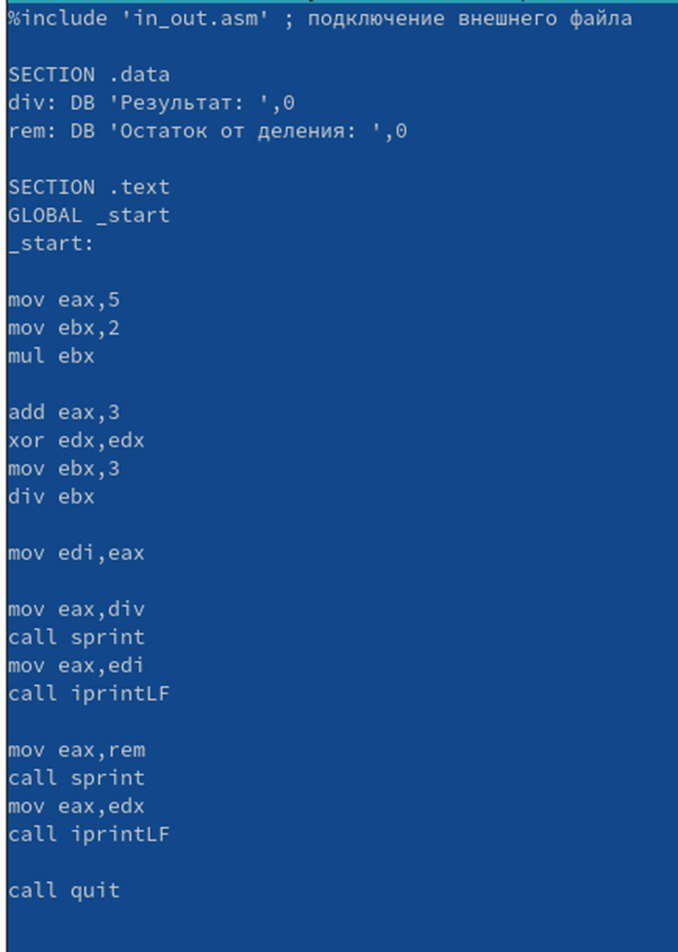 %include 'in_out.asm' ; подключение внешнего файла
SECTION .data
div: DB 'Результат: ',0
rem: DB 'Остаток от деления: ',0
SECTION .text
GLOBAL _start
_start:
mov eax,5
mov ebx,2
mul ebx
add eax,3
xor edx,edx
mov ebx,3
div ebx
mov edi,eax
mov eax,div
call sprint
mov eax,edi
call iprintLF
mov eax,rem
call sprint
mov eax,edx
call iprintLF
call quit